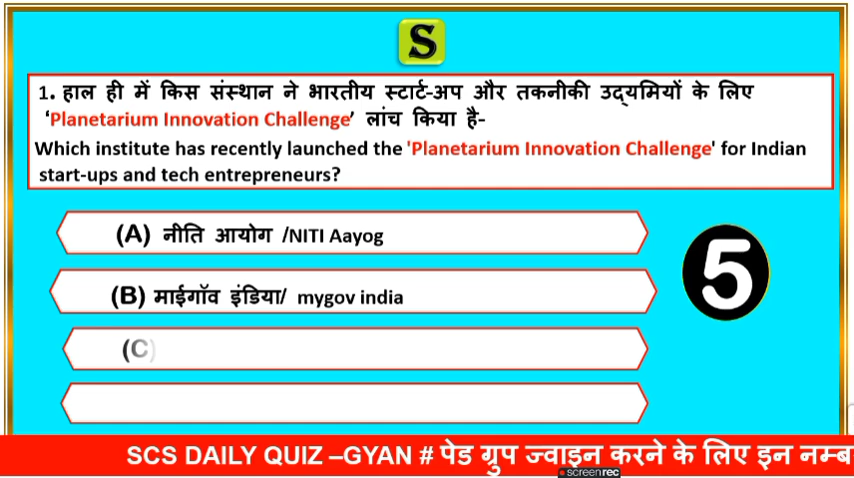 S
1. हाल ही में किस संस्थान ने भारतीय स्टार्ट-अप और तकनीकी उद्यमियों के लिए
‘Planetarium Innovation Challenge’ लांच किया है-
Which institute has recently launched the 'Planetarium Innovation Challenge' for Indian
start-ups and tech entrepreneurs?
(A) नीति आयोग /NITI Aayog
5
(B) माईगॉव इंडिया/ mygov india
(C)
SCS DAILY QUIZ –GYAN # पेड ग्रुप ज्वाइन करने के लिए इन नम्ब
screenrec